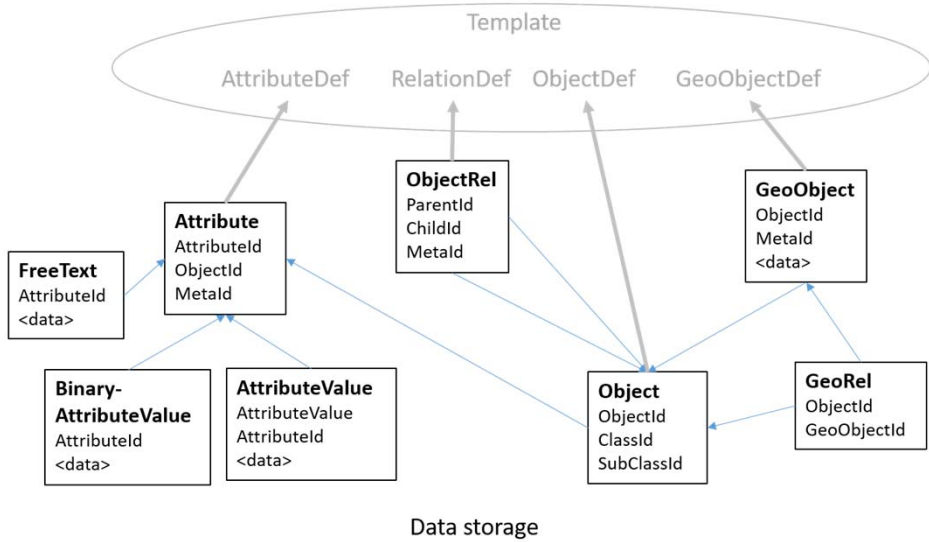 Template
AttributeDef
RelationDef
ObjectDef
GeoObjectDef
ObjectRel
ParentId
ChildId
MetaId
GeoObject
ObjectId
MetaId
<data>
Attribute
AttributeId
ObjectId
MetaId
FreeText
AttributeId
<data>
Binary-
AttributeValue
AttributeId
<data>
AttributeValue
AttributeValue
AttributeId
<data>
Object
ObjectId
ClassId
SubClassId
GeoRel
ObjectId
GeoObjectId
Data storage